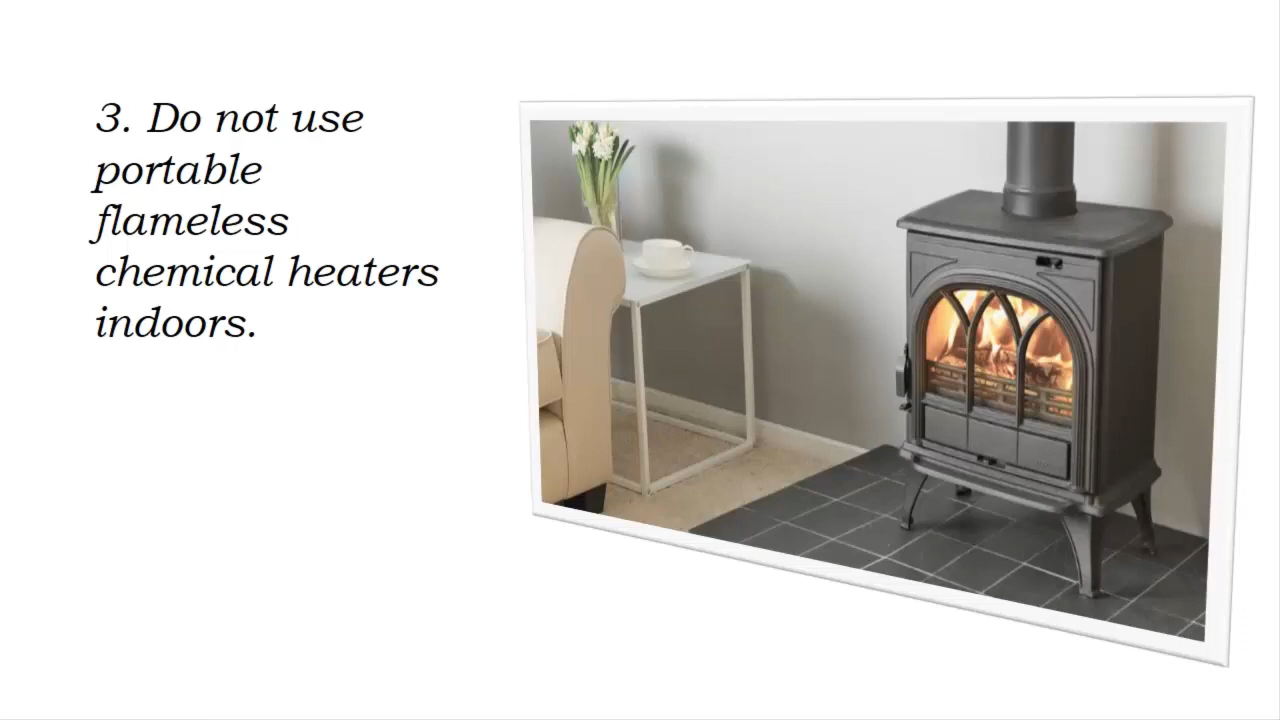 3. Do not use
portable
flameless
chemical heaters
indoors.